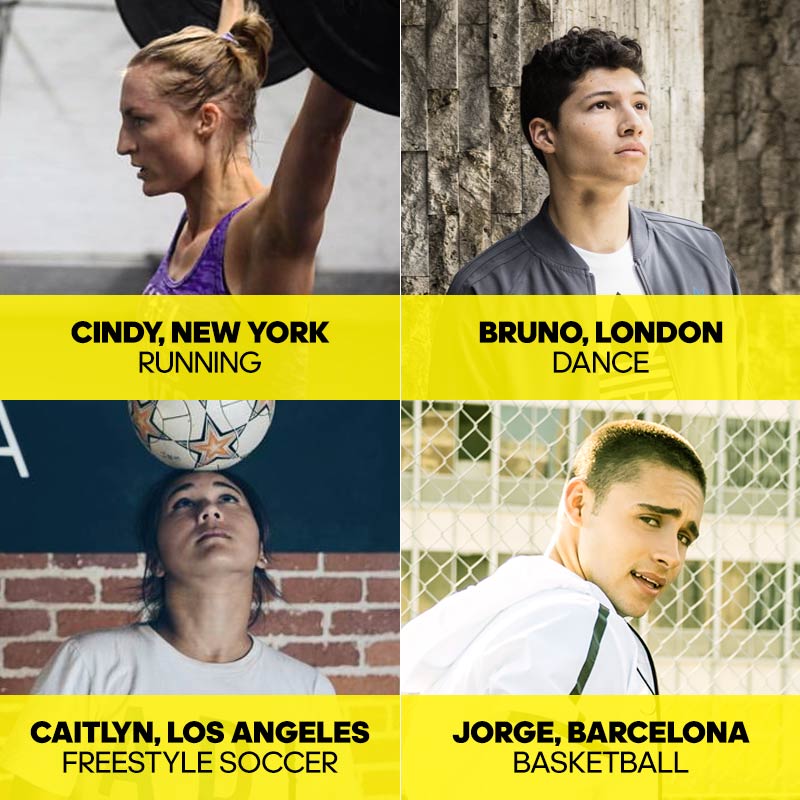 CINDY, NEW YORK
RUNNING
BRUNO, LONDON
DANCE
A
CAITLYN, LOS ANGELES
FREESTYLE SOCCER
JORGE, BARCELONA
BASKETBALL